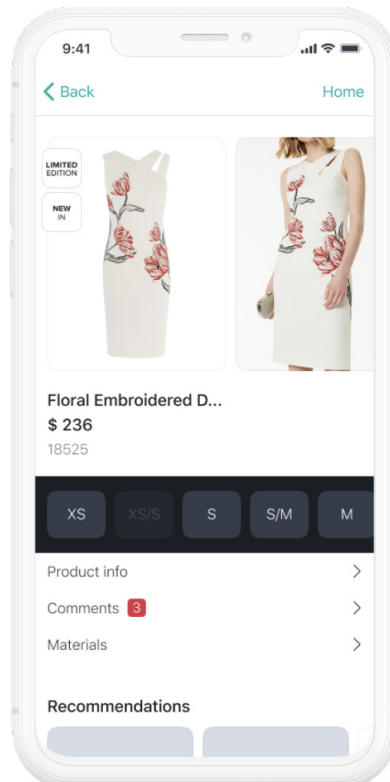 9:41
Back
Home
LIMITED
EDITION
NEW
IN
Floral Embroidered D...
$ 236
18525
XS
XS/S
S
S/M
M
Product info
Comments 3
Materials
Recommendations